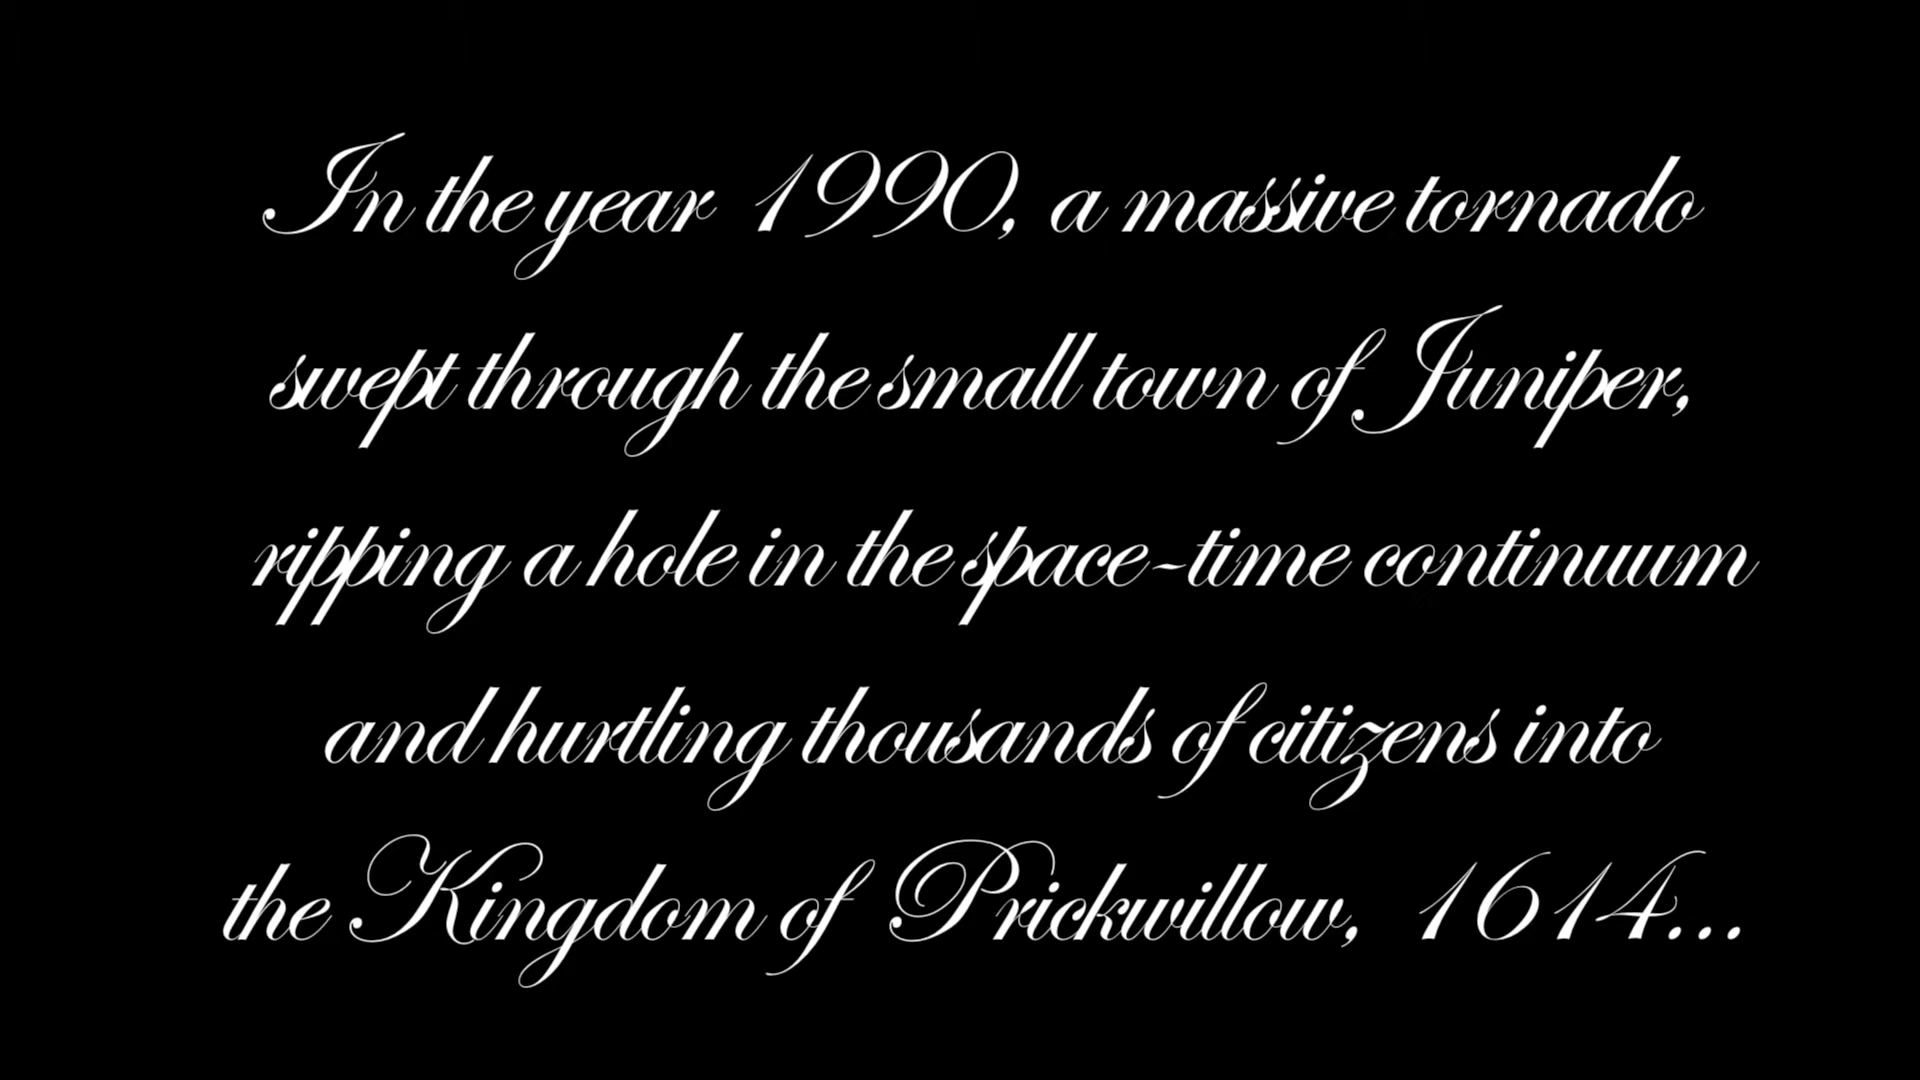 In the year 1990, a massive tornado
swept through the small town of Juniper,
ripping a hole in the space-time continuum
and hurtling thousands of citizens into
the Kingdom of Prickwillow, 1614...